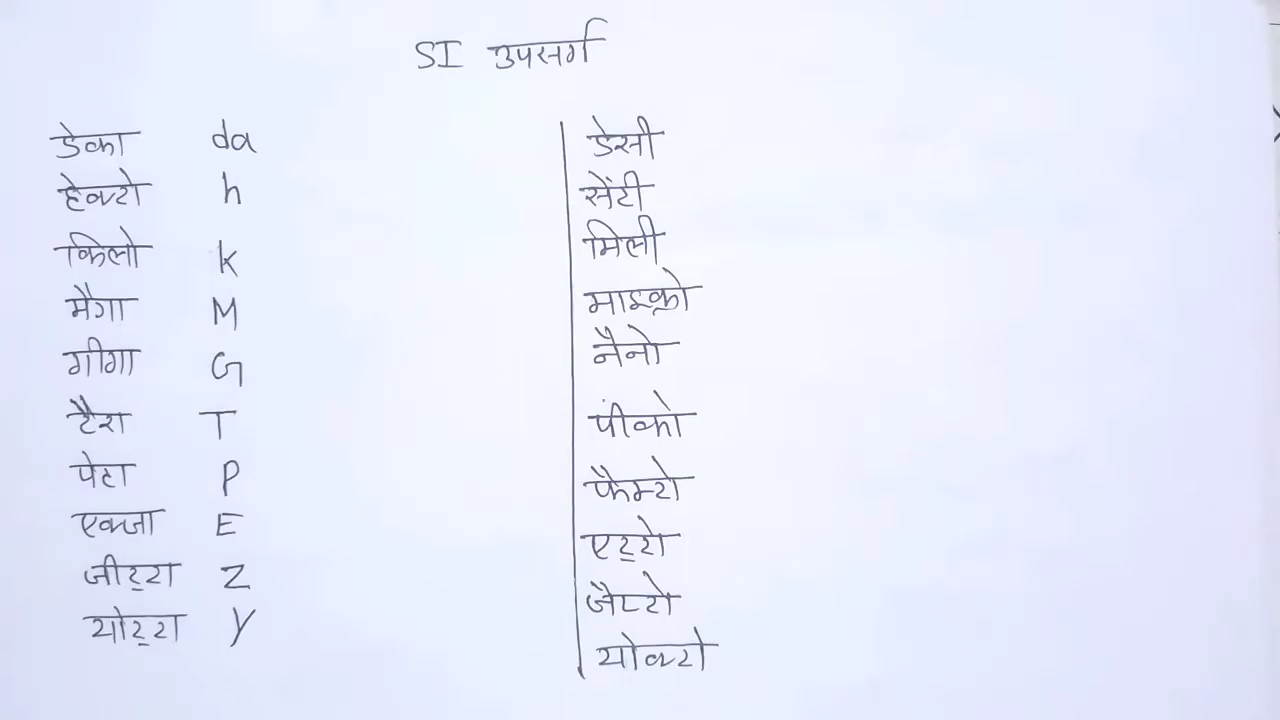 SI उपसर्ग
डेका da
हेक्टो h
किलो k
मैगा M
गीगा G
टैरा T
पेटा P
एक्जा E
जीट्टा Z
योट्टा Y
डेसी
सेंटी
मिली
माइक्रो
नैनो
पीको
फैम्टो
एट्टो
जैप्टो
योक्टो